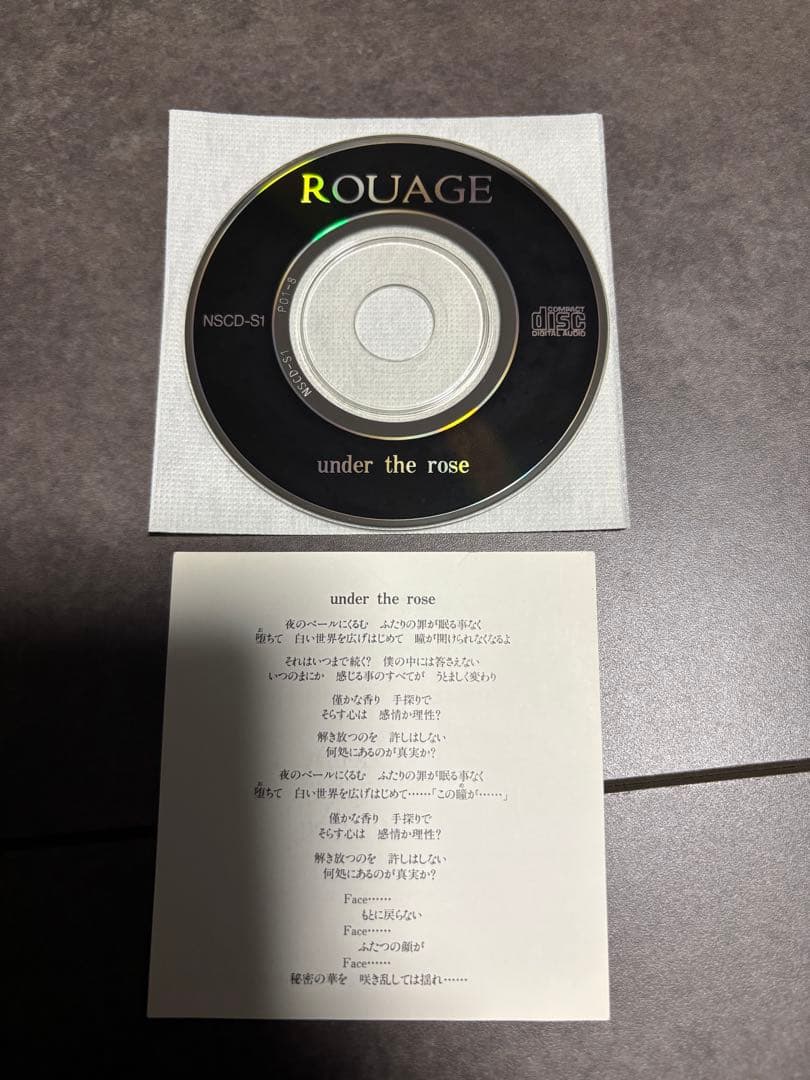 ROUAGE
NSCD-S1
COMPACT
disc
DIGITAL AUDIO
NSCD-S1 P01-8
under the rose
under the rose
夜のベールにくるむ　ふたりの罪が眠る事なく
堕ちて　白い世界を広げはじめて　瞳が開けられなくなるよ
それはいつまで続く?　僕の中には答さえない
いつのまにか　感じる事のすべてが　うとましく変わり
僅かな香り　手探りで
そらす心は　感情か理性?
解き放つのを　許しはしない
何処にあるのが真実か?
夜のベールにくるむ　ふたりの罪が眠る事なく
堕ちて　白い世界を広げはじめて……「この瞳が……」
僅かな香り　手探りで
そらす心は　感情か理性?
解き放つのを　許しはしない
何処にあるのが真実か?
Face……
もとに戻らない
Face……
ふたつの顔が
Face……
秘密の華を　咲き乱しては揺れ……